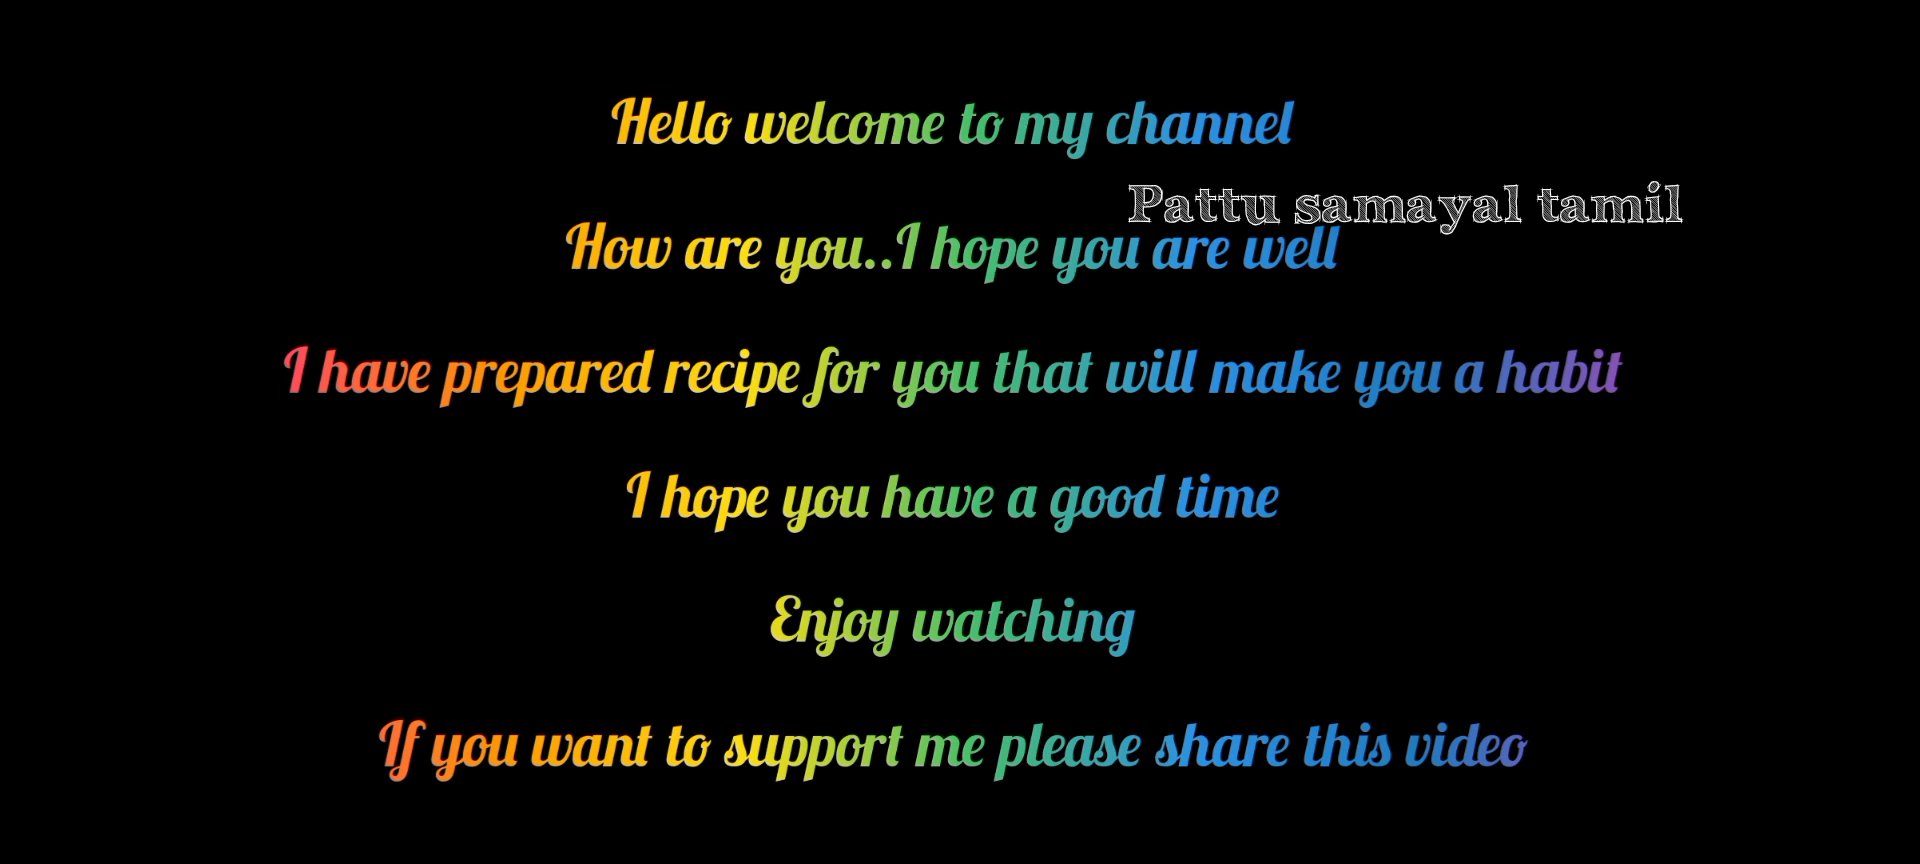 Hello welcome to my channel
Pattu samayal tamil
How are you..I hope you are well
I have prepared recipe for you that will make you a habit
I hope you have a good time
Enjoy watching
If you want to support me please share this video